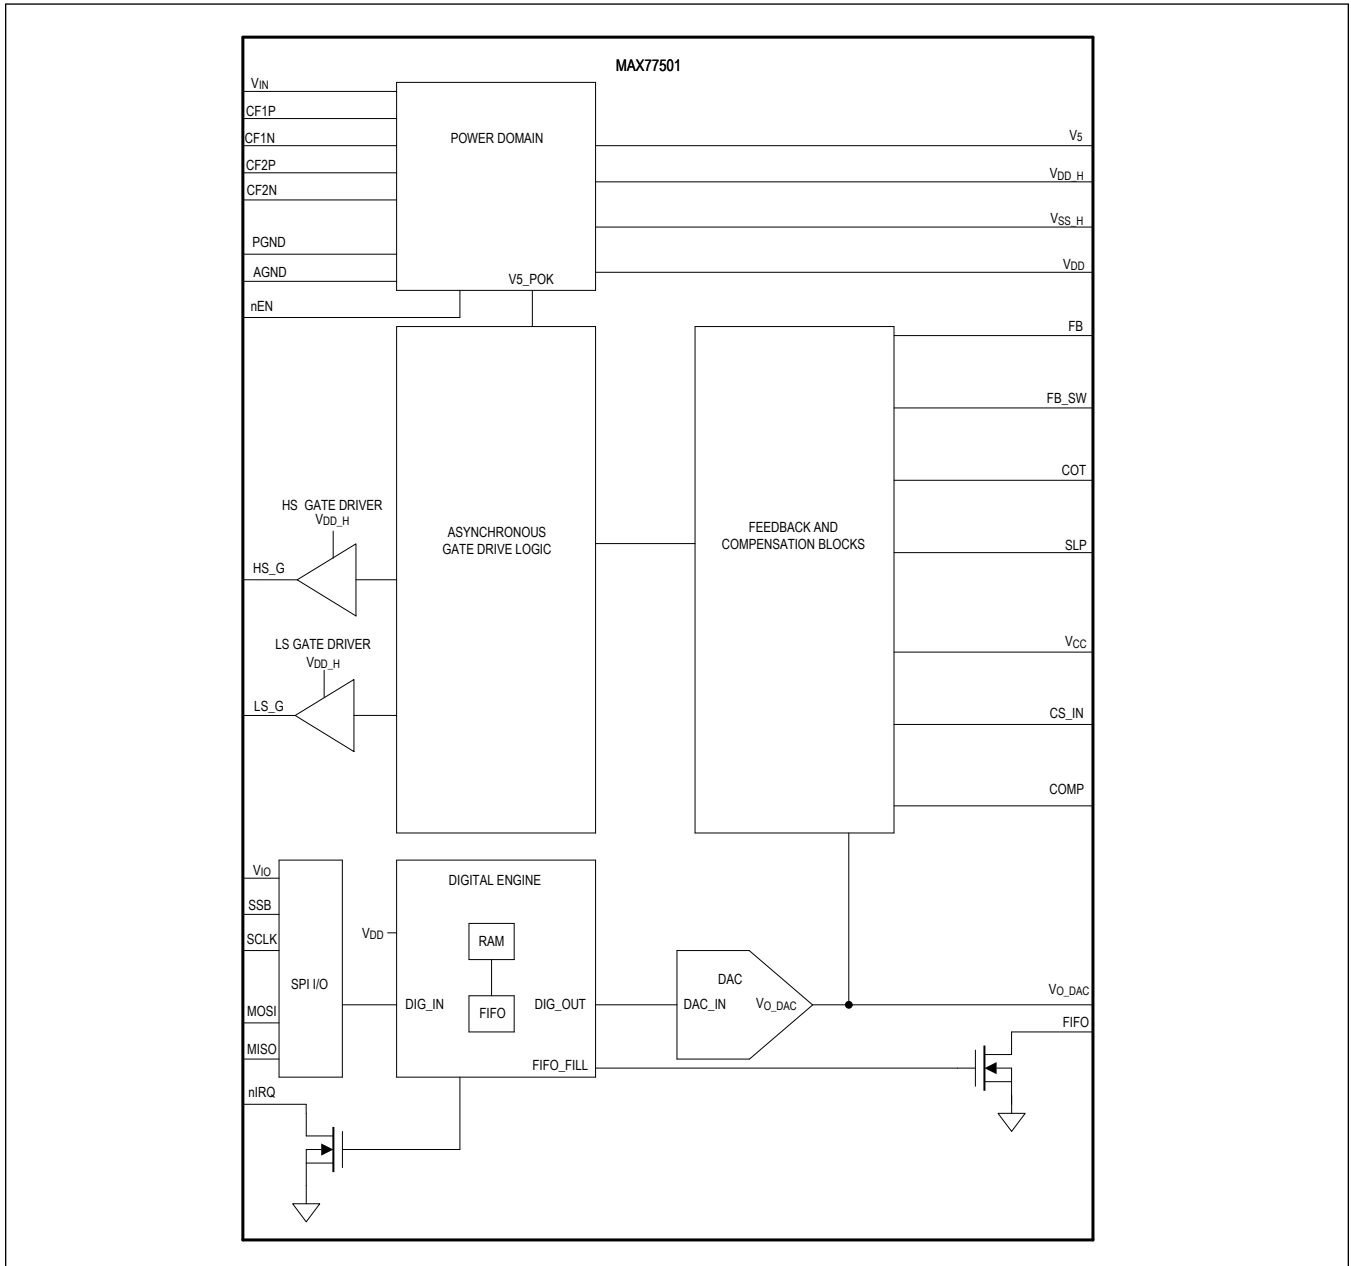 MAX77501
VIN
CF1P
CF1N
CF2P
CF2N
PGND
AGND
nEN
POWER DOMAIN
V5_POK
V5
VDD_H
VSS_H
VDD
HS GATE DRIVER
VDD_H
HS_G
LS GATE DRIVER
VDD_H
LS_G
ASYNCHRONOUS
GATE DRIVE LOGIC
FEEDBACK AND
COMPENSATION BLOCKS
FB
FB_SW
COT
SLP
VCC
CS_IN
COMP
VIO
SSB
SCLK
MOSI
MISO
nIRQ
SPI I/O
DIGITAL ENGINE
VDD
RAM
FIFO
DIG_IN
DIG_OUT
FIFO_FILL
DAC
DAC_IN
VO_DAC
VO_DAC
FIFO